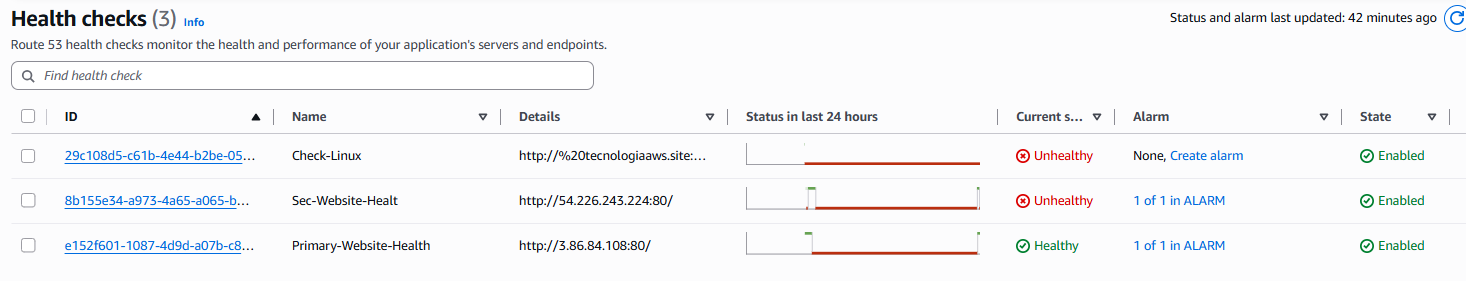 Health checks (3) Info
Status and alarm last updated: 42 minutes ago
Route 53 health checks monitor the health and performance of your application's servers and endpoints.
Find health check
ID Name Details Status in last 24 hours Current s... Alarm State
29c108d5-c61b-4e44-b2be-05... Check-Linux http://%20tecnologiaaws.site:... Unhealthy None, Create alarm Enabled
8b155e34-a973-4a65-a065-b... Sec-Website-Healt http://54.226.243.224:80/ Unhealthy 1 of 1 in ALARM Enabled
e152f601-1087-4d9d-a07b-c8... Primary-Website-Health http://3.86.84.108:80/ Healthy 1 of 1 in ALARM Enabled